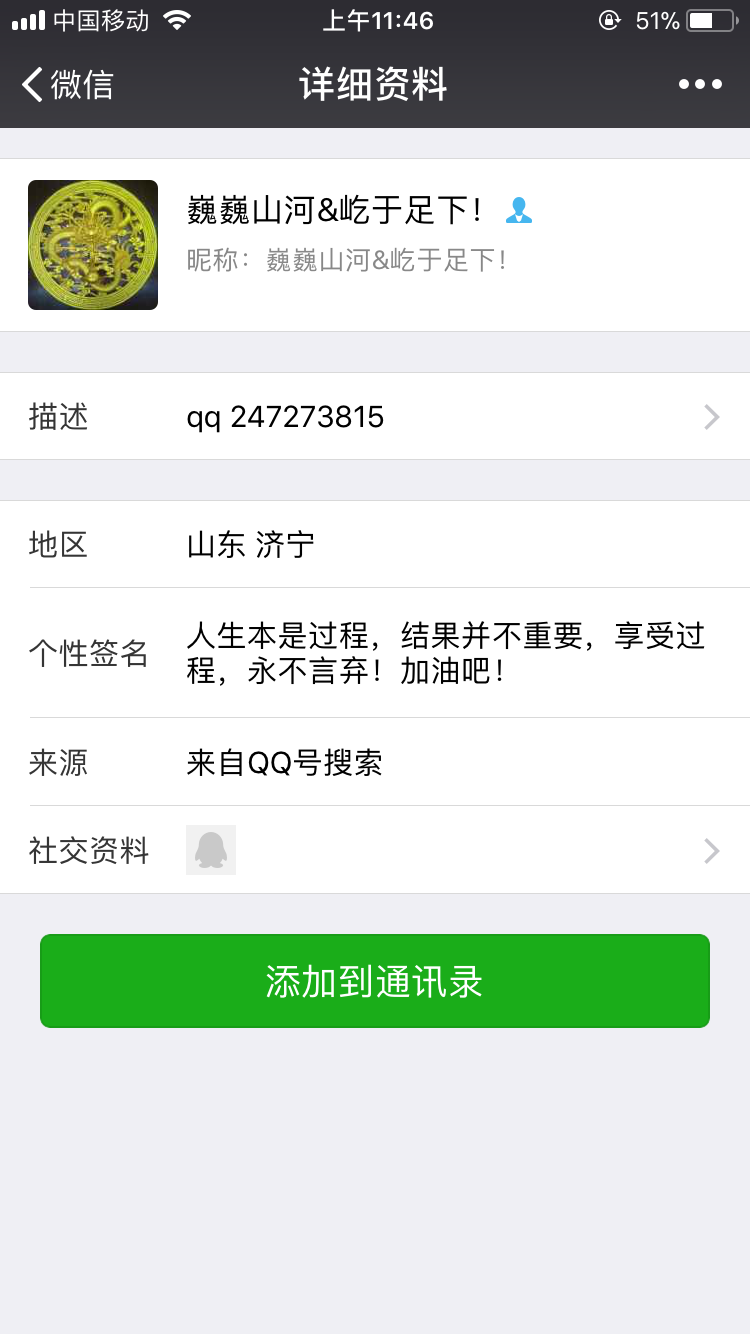 中国移动 上午11:46 51%
微信 详细资料
巍巍山河&屹于足下！
昵称：巍巍山河&屹于足下！
描述 qq 247273815
地区 山东 济宁
个性签名 人生本是过程，结果并不重要，享受过
程，永不言弃！加油吧！
来源 来自QQ号搜索
社交资料
添加到通讯录